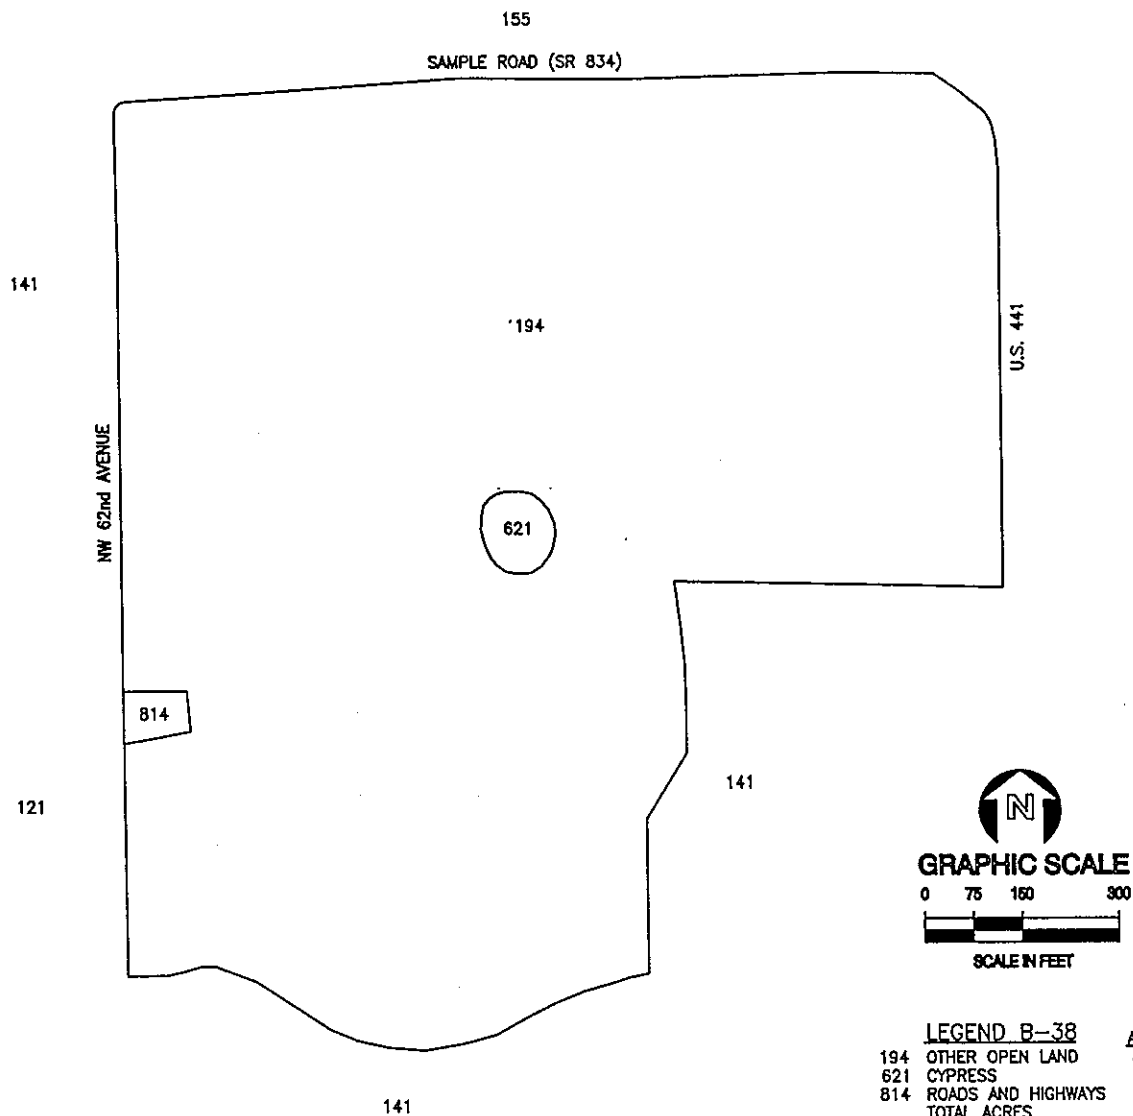 155
SAMPLE ROAD (SR 834)
141
194
U.S. 441
NW 62nd AVENUE
621
814
121
141
N
GRAPHIC SCALE
0 75 150 300
SCALE IN FEET
LEGEND B-38
194 OTHER OPEN LAND
621 CYPRESS
814 ROADS AND HIGHWAYS
TOTAL ACRES
141